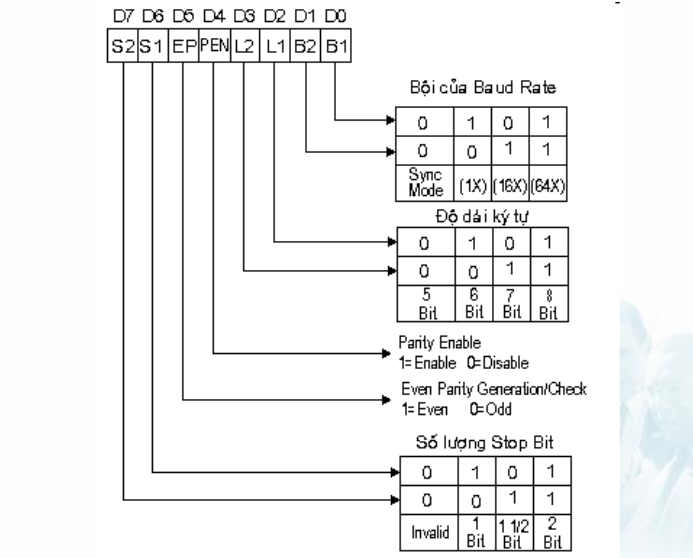 D7 D6 D5 D4 D3 D2 D1 D0
S2 S1 EP PEN L2 L1 B2 B1
Bội của Baud Rate
0 1 0 1
0 0 1 1
Sync Mode (1X) (16X) (64X)
Độ dài ký tự
0 1 0 1
0 0 1 1
5 Bit 6 Bit 7 Bit 8 Bit
Parity Enable
1=Enable 0=Disable
Even Parity Generation/Check
1=Even 0=Odd
Số lượng Stop Bit
0 1 0 1
0 0 1 1
Invalid 1 Bit 1 1/2 Bit 2 Bit